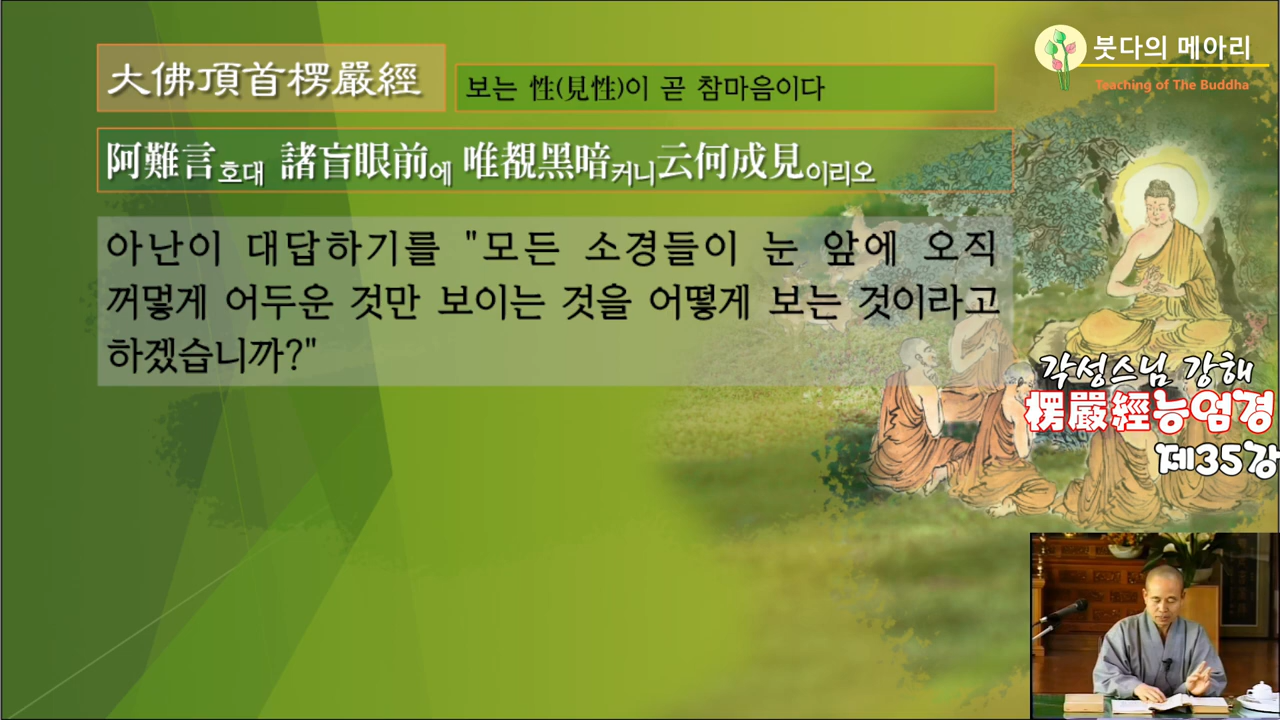 大佛頂首楞嚴經
보는 性(見性)이 곧 참마음이다
붓다의 메아리
Teaching of The Buddha
阿難言호대 諸盲眼前에 唯覩黑暗커니云何成見이리오
아난이 대답하기를 "모든 소경들이 눈 앞에 오직
꺼멓게 어두운 것만 보이는 것을 어떻게 보는 것이라고
하겠습니까?"
각성스님 강해
楞嚴經능엄경
제35강